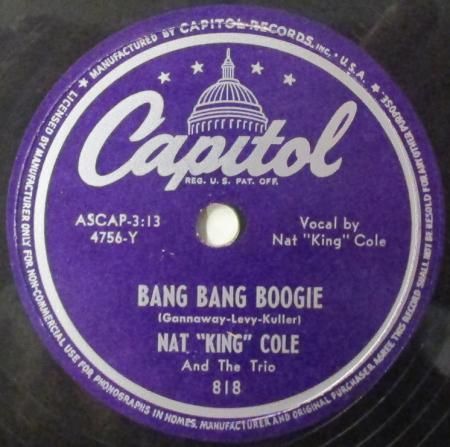 MANUFACTURED BY CAPITOL RECORDS, INC. • U.S.A.
Capitol
REG. U.S. PAT. OFF.
ASCAP-3:13
4756-Y
Vocal by
Nat "King" Cole
BANG BANG BOOGIE
(Gannaway-Levy-Kuller)
NAT "KING" COLE
And The Trio
818
LICENSED BY MANUFACTURER ONLY FOR NON-COMMERCIAL USE FOR PHONOGRAPHS IN HOMES. MANUFACTURER AND ORIGINAL PURCHASER AGREE THIS RECORD SHALL NOT BE RESOLD FOR ANY OTHER PURPOSE.